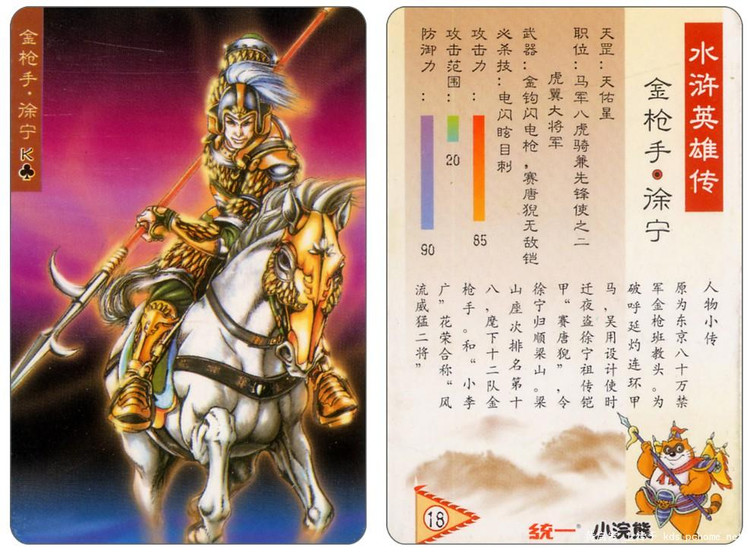 金枪手·徐宁
K♣
水浒英雄传
金枪手●徐宁
天罡:天佑星
职位:马军八虎骑兼先锋使之二
虎翼大将军
武器:金钩闪电枪,赛唐猊无敌铠
必杀技:电闪眩目刺
攻击力:
85
攻击范围:
20
防御力:
90
人物小传
原为东京八十万禁
军金枪班教头。为
破呼延灼连环甲
马,吴用设计使时
迁夜盗徐宁祖传铠
甲“赛唐猊”,令
徐宁归顺梁山。梁
山座次排名第十
八,麾下十二队金
枪手。和“小李
广”花荣合称“风
流威猛二将”
18
统一® 小浣熊
kds.pchome.net